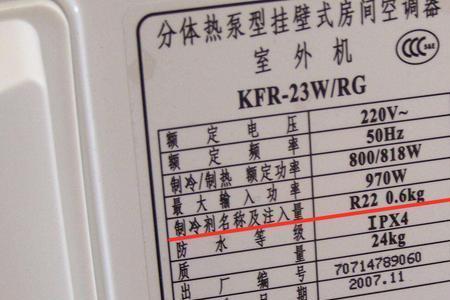 分体热泵型挂壁式房间空调器
室外机
CCC S&E
KFR-23W/RG
额定电压 220V~
额定频率 50Hz
制冷/制热 额定功率 800/818W
最大输入功率 970W
制冷剂名称及注入量 R22 0.6kg
防水等级 IPX4
质量 24kg
出厂编号 70714789060
2007.11